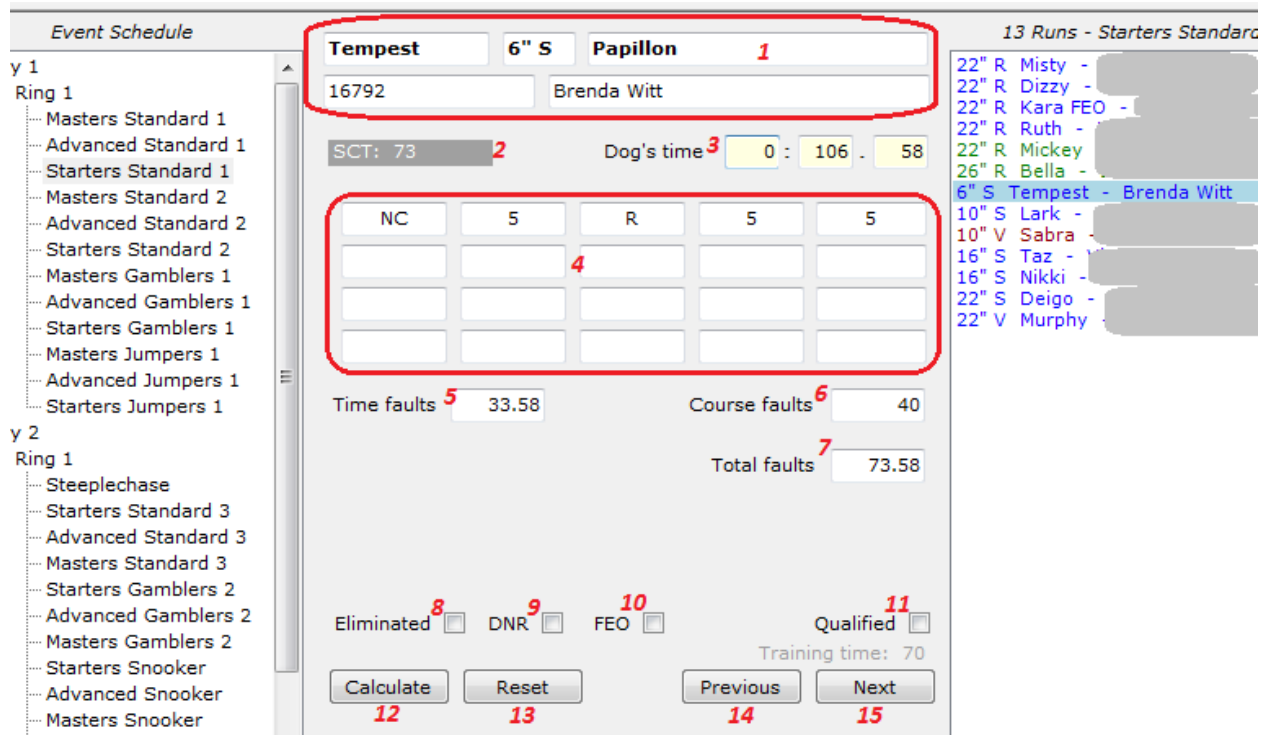 Event Schedule
y 1
Ring 1
Masters Standard 1
Advanced Standard 1
Starters Standard 1
Masters Standard 2
Advanced Standard 2
Starters Standard 2
Masters Gamblers 1
Advanced Gamblers 1
Starters Gamblers 1
Masters Jumpers 1
Advanced Jumpers 1
Starters Jumpers 1
y 2
Ring 1
Steeplechase
Starters Standard 3
Advanced Standard 3
Masters Standard 3
Starters Gamblers 2
Advanced Gamblers 2
Masters Gamblers 2
Starters Snooker
Advanced Snooker
Masters Snooker
Tempest 6" S Papillon 1
16792 Brenda Witt
SCT: 73 2 Dog's time 3 0 : 106 . 58
NC 5 R 5 5
4
Time faults 5 33.58 Course faults 6 40
Total faults 7 73.58
Eliminated 8 DNR 9 FEO 10 Qualified 11
Training time: 70
Calculate Reset Previous Next
12 13 14 15
13 Runs - Starters Standard
22" R Misty -
22" R Dizzy -
22" R Kara FEO -
22" R Ruth -
22" R Mickey
26" R Bella -
6" S Tempest - Brenda Witt
10" S Lark -
10" V Sabra -
16" S Taz -
16" S Nikki -
22" S Deigo -
22" V Murphy -